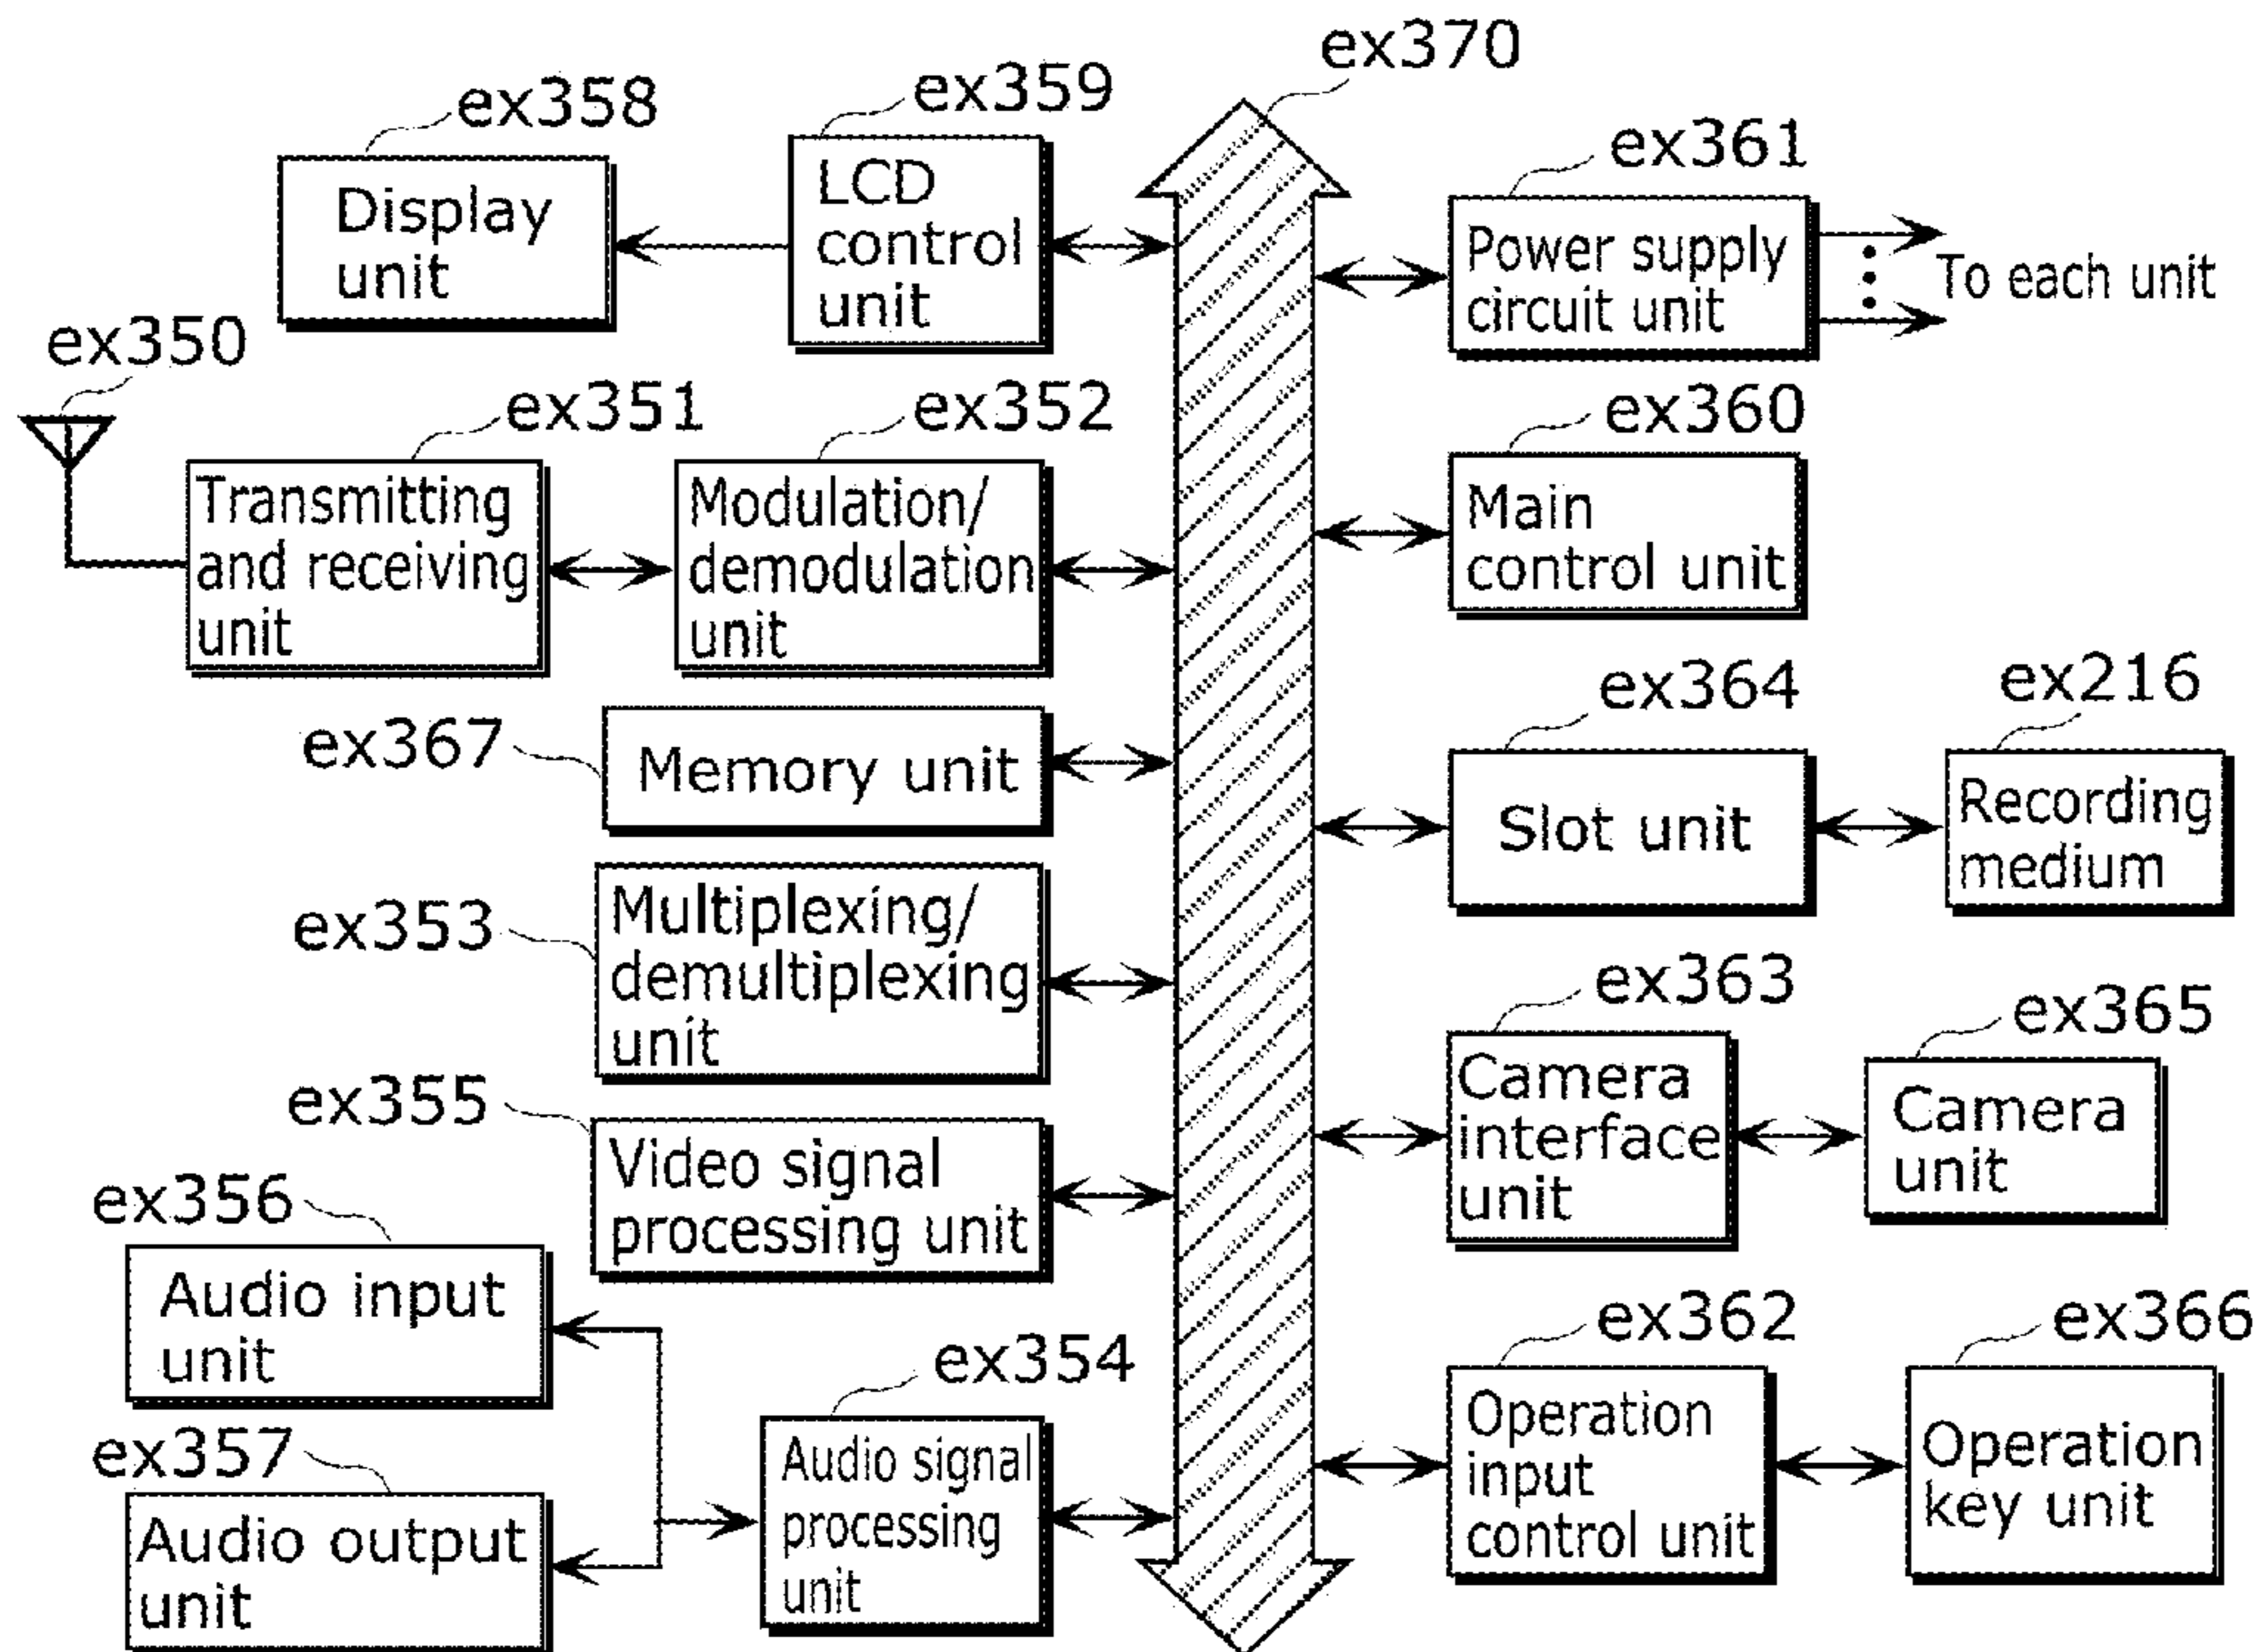 ex370
ex358
ex359
ex361
Display
unit
LCD
control
unit
Power supply
circuit unit
To each unit
ex350
ex351
ex352
ex360
Transmitting
and receiving
unit
Modulation/
demodulation
unit
Main
control unit
ex367
Memory unit
ex364
ex216
Slot unit
Recording
medium
ex353
Multiplexing/
demultiplexing
unit
ex363
ex365
Camera
interface
unit
Camera
unit
ex355
Video signal
processing unit
ex356
Audio input
unit
ex354
ex362
ex366
ex357
Audio output
unit
Audio signal
processing
unit
Operation
input
control unit
Operation
key unit